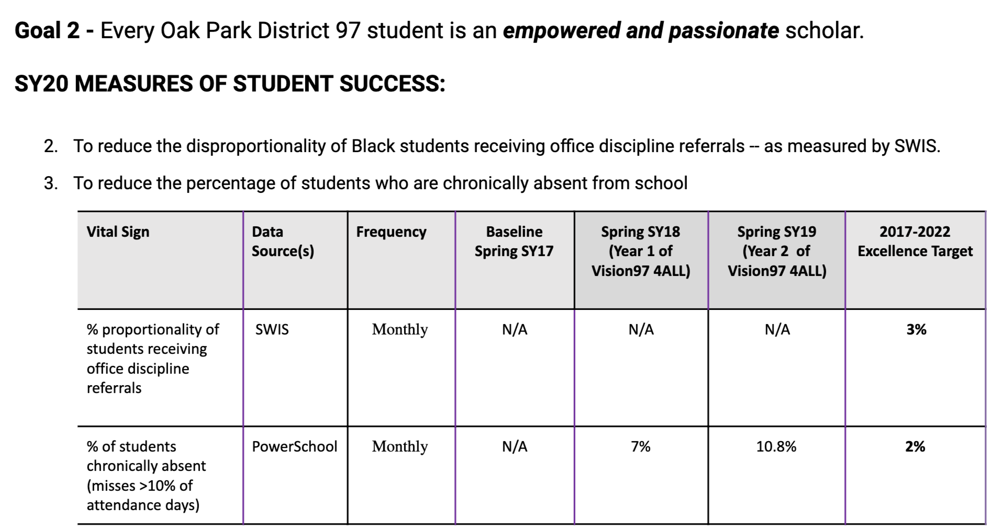 Goal 2 - Every Oak Park District 97 student is an empowered and passionate scholar.
SY20 MEASURES OF STUDENT SUCCESS:
2. To reduce the disproportionality of Black students receiving office discipline referrals -- as measured by SWIS.
3. To reduce the percentage of students who are chronically absent from school
Vital Sign
Data
Source(s)
Frequency
Baseline
Spring SY17
Spring SY18
(Year 1 of
Vision97 4ALL)
Spring SY19
(Year 2 of
Vision97 4ALL)
2017-2022
Excellence Target
% proportionality of
students receiving
office discipline
referrals
SWIS
Monthly
N/A
N/A
N/A
3%
% of students
chronically absent
(misses >10% of
attendance days)
PowerSchool
Monthly
N/A
7%
10.8%
2%